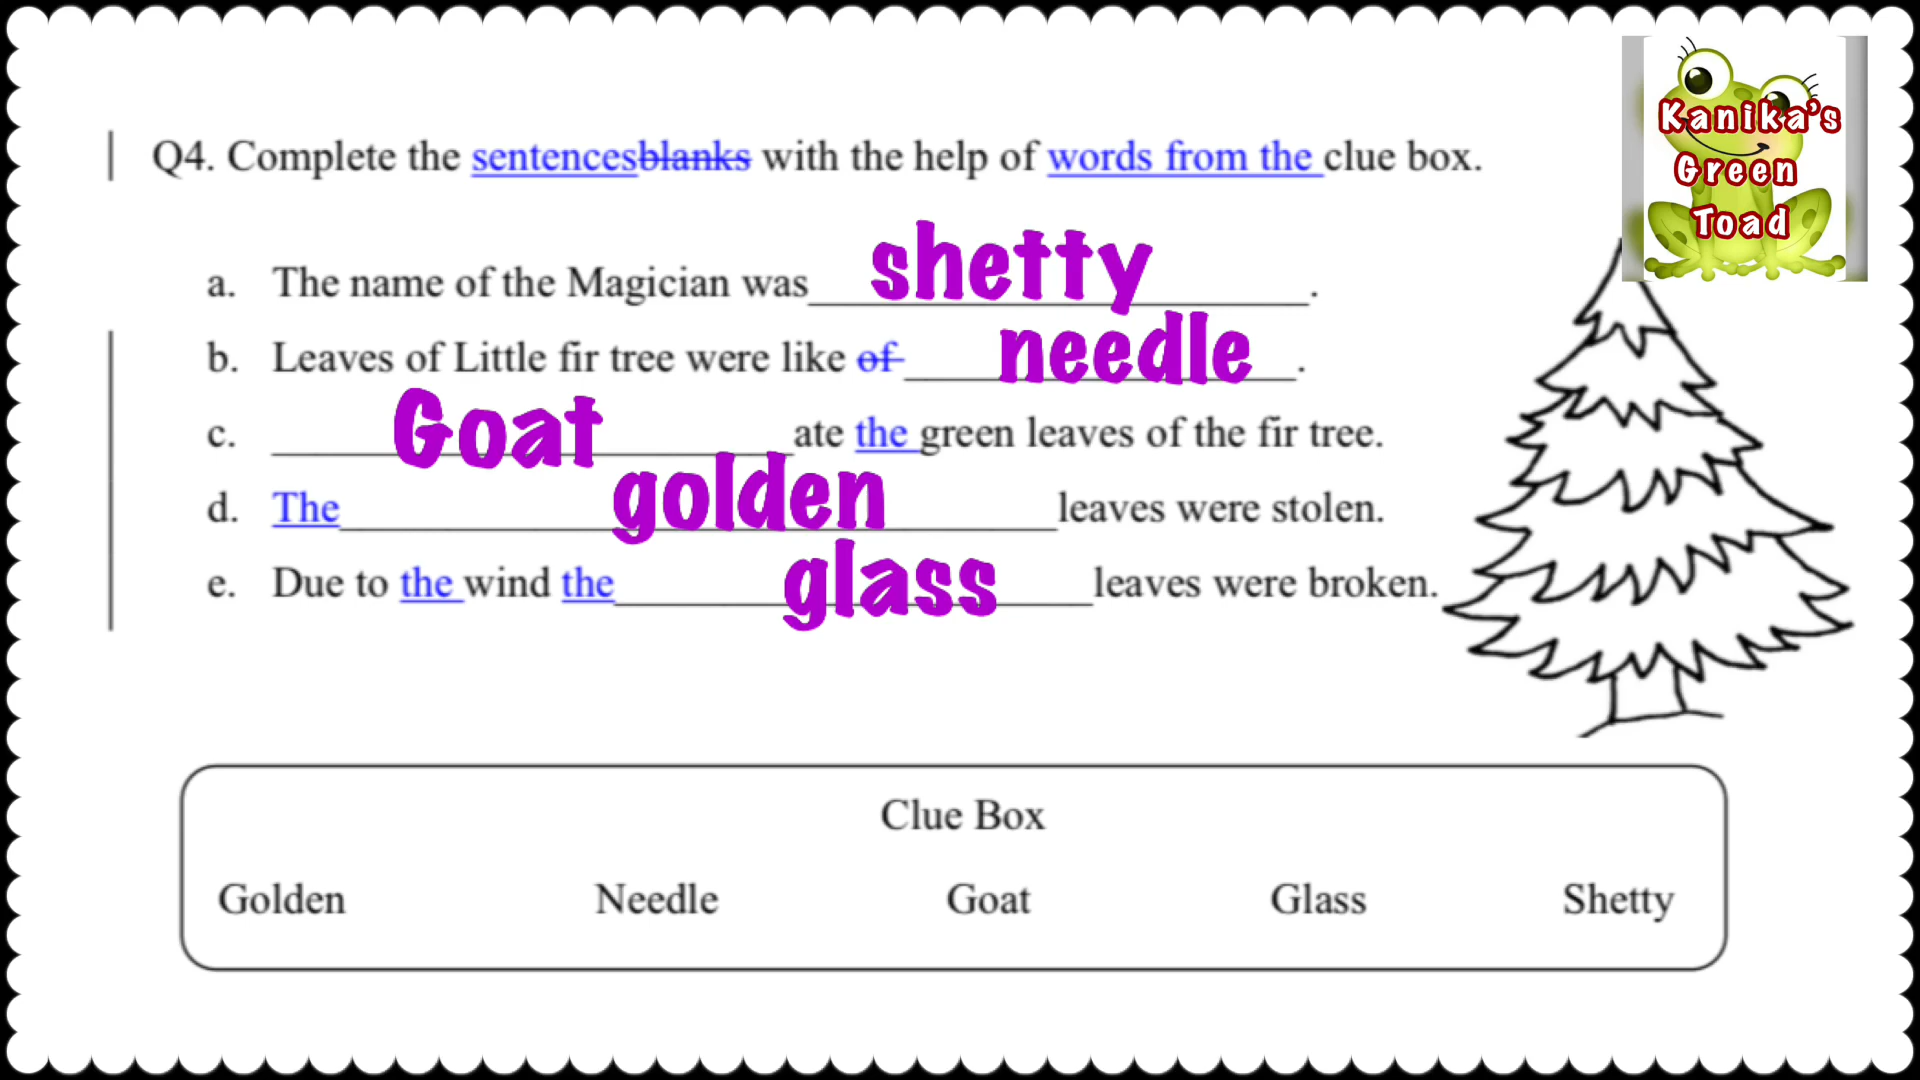 Kanika's
Green
Toad
Q4. Complete the sentencesblanks with the help of words from the clue box.
a. The name of the Magician was shetty.
b. Leaves of Little fir tree were like of needle.
c. Goat ate the green leaves of the fir tree.
d. The golden leaves were stolen.
e. Due to the wind the glass leaves were broken.
Clue Box
Golden Needle Goat Glass Shetty